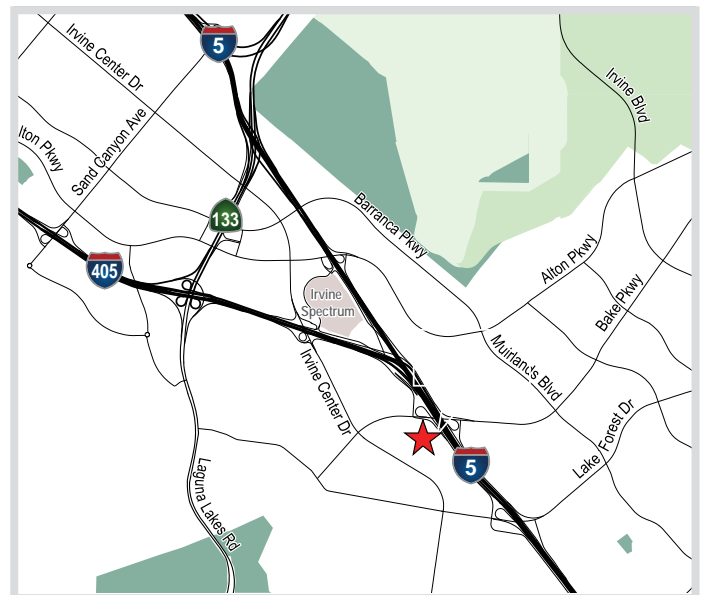 5
Irvine Center Dr
lton Pkwy
Sand Canyon Ave
Irvine Blvd
133
Barranca Pkwy
405
Alton Pkwy
Bake Pkwy
Irvine
Spectrum
Muirlands Blvd
Irvine Center Dr
Lake Forest Dr
5
Laguna Lakes Rd